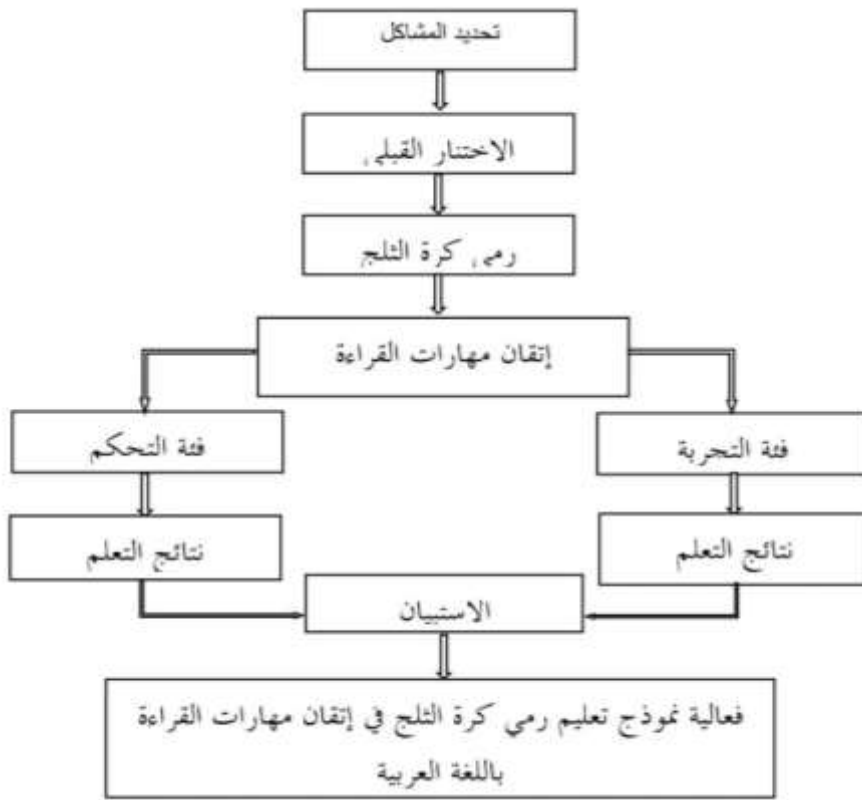 تحديد المشاكل
الاختنار القبلي
رمي كرة الثلج
إتقان مهارات القراءة
فئة التجربة
فئة التحكم
نتائج التعلم
نتائج التعلم
الاستبيان
فعالية نموذج تعليم رمي كرة الثلج في إتقان مهارات القراءة
باللغة العربية